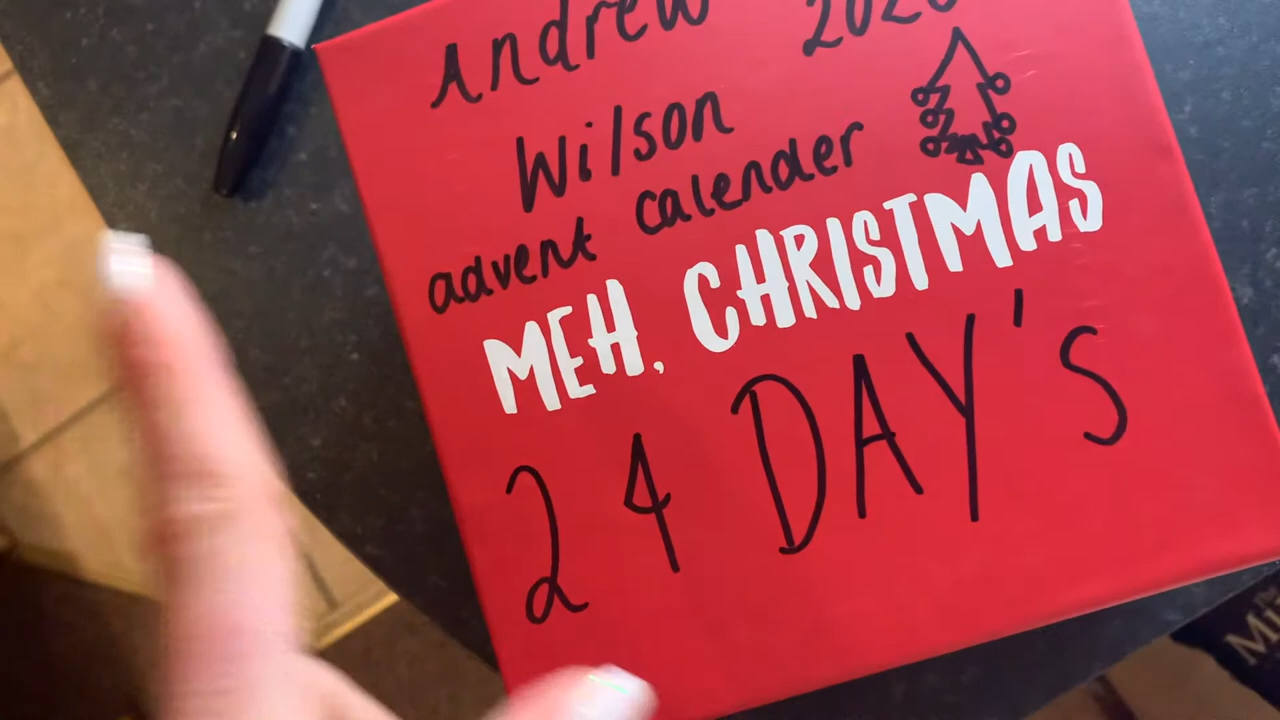 Andrew
Wilson
advent calender
MEH. CHRISTMAS
24 DAY'S